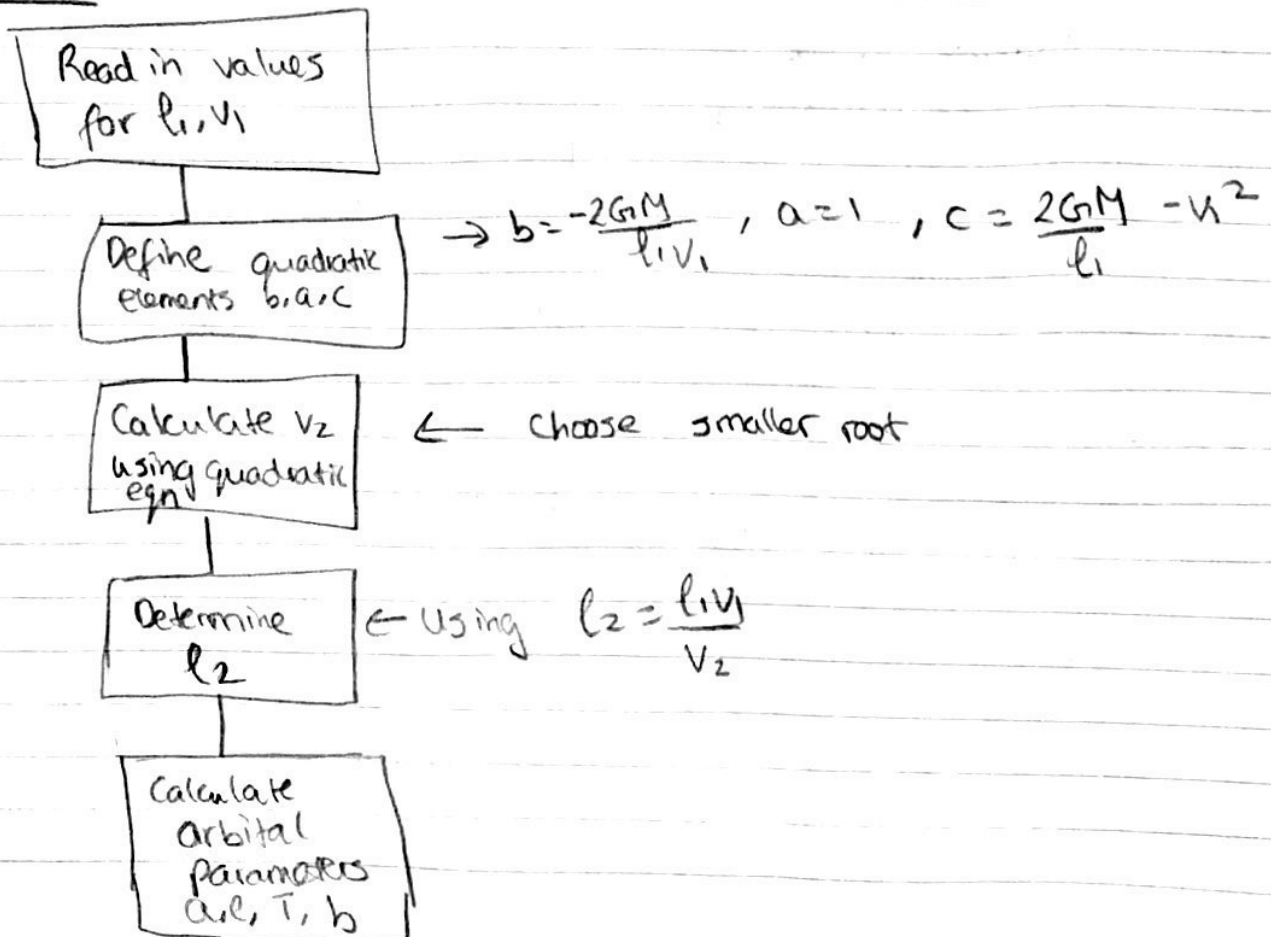 Read in values
for l₁, v₁
Define quadratic
elements b, a, c
→ b = -2GM / l₁v₁ , a = 1 , c = 2GM / l₁ - v₁²
Calculate v₂
using quadratic
eqn
← Choose smaller root
Determine
l₂
← Using l₂ = l₁v₁ / v₂
Calculate
arbital
parameters
a, e, T, b